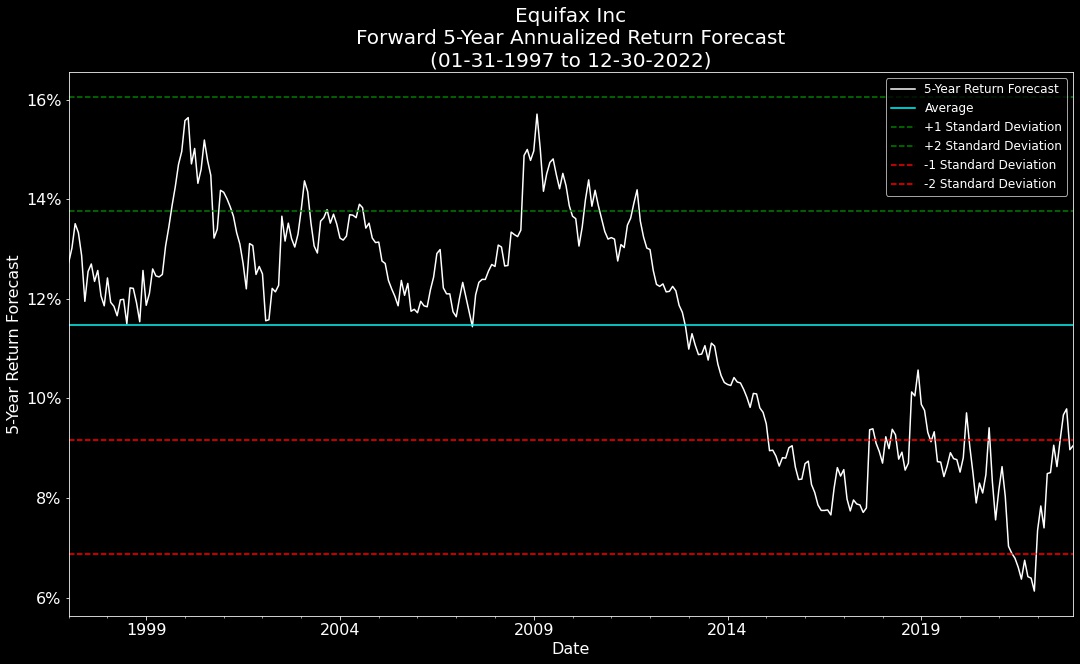 Equifax Inc
Forward 5-Year Annualized Return Forecast
(01-31-1997 to 12-30-2022)
5-Year Return Forecast
Average
+1 Standard Deviation
+2 Standard Deviation
-1 Standard Deviation
-2 Standard Deviation
5-Year Return Forecast
16%
14%
12%
10%
8%
6%
1999 2004 2009 2014 2019
Date